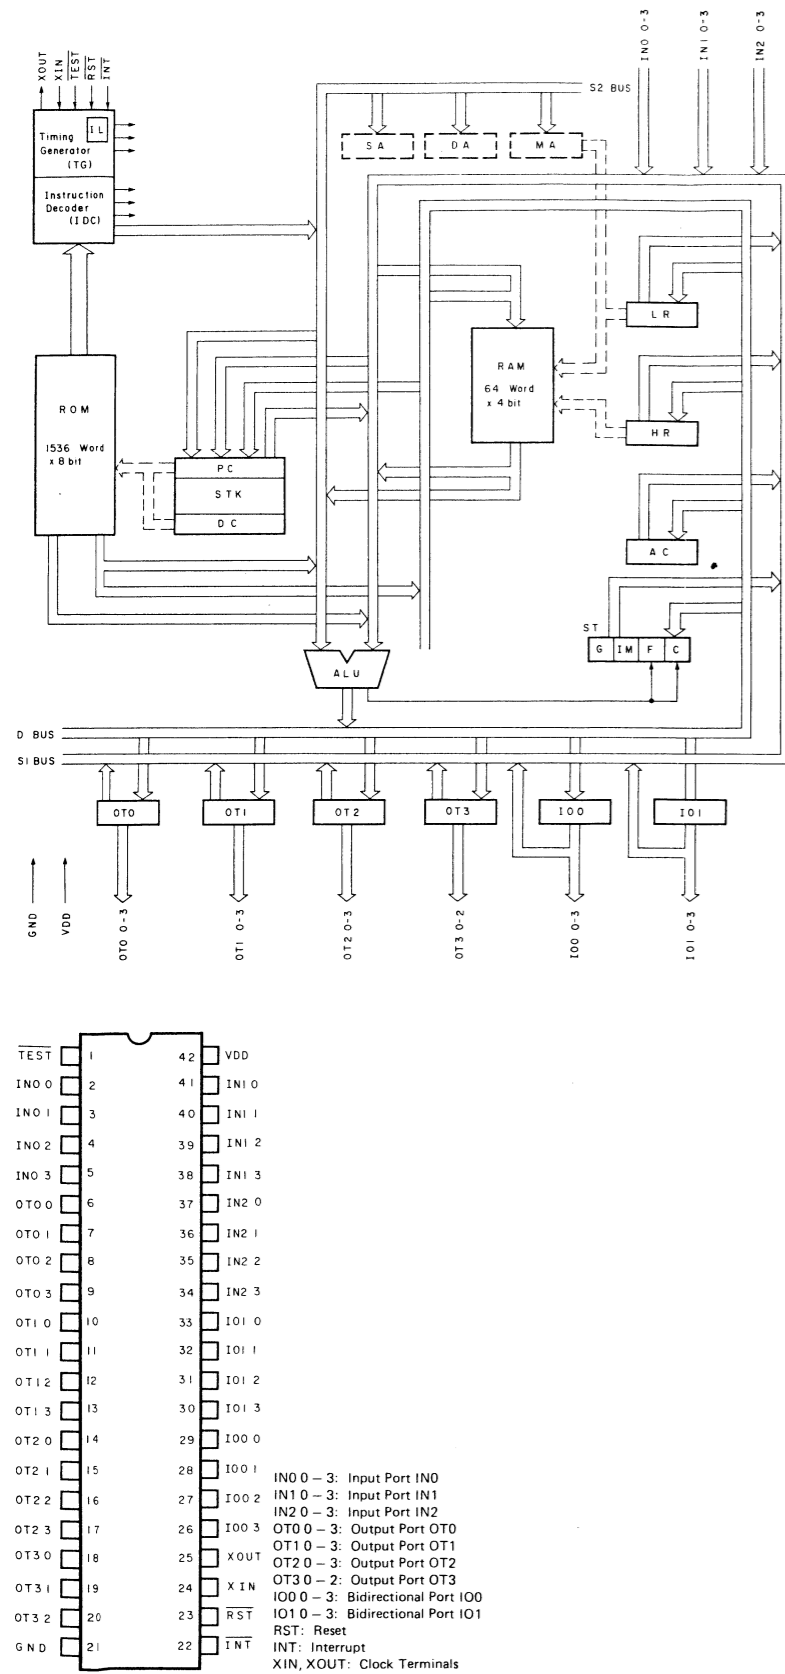 XOUT
XIN
TEST
RST
INT
IN0 0-3
IN1 0-3
IN2 0-3
S2 BUS
IL
Timing
Generator
(TG)
Instruction
Decoder
(IDC)
SA
DA
MA
LR
RAM
64 Word
x 4 bit
HR
ROM
1536 Word
x 8 bit
PC
STK
DC
AC
ST
G IM F C
ALU
D BUS
S1 BUS
OT0
OT1
OT2
OT3
IO0
IO1
GND
VDD
OT0 0-3
OT1 0-3
OT2 0-3
OT3 0-2
IO0 0-3
IO1 0-3
TEST 1 42 VDD
IN0 0 2 41 IN1 0
IN0 1 3 40 IN1 1
IN0 2 4 39 IN1 2
IN0 3 5 38 IN1 3
OT0 0 6 37 IN2 0
OT0 1 7 36 IN2 1
OT0 2 8 35 IN2 2
OT0 3 9 34 IN2 3
OT1 0 10 33 IO1 0
OT1 1 11 32 IO1 1
OT1 2 12 31 IO1 2
OT1 3 13 30 IO1 3
OT2 0 14 29 IO0 0
OT2 1 15 28 IO0 1
OT2 2 16 27 IO0 2
OT2 3 17 26 IO0 3
OT3 0 18 25 XOUT
OT3 1 19 24 XIN
OT3 2 20 23 RST
GND 21 22 INT
IN0 0 – 3: Input Port IN0
IN1 0 – 3: Input Port IN1
IN2 0 – 3: Input Port IN2
OT0 0 – 3: Output Port OT0
OT1 0 – 3: Output Port OT1
OT2 0 – 3: Output Port OT2
OT3 0 – 2: Output Port OT3
IO0 0 – 3: Bidirectional Port IO0
IO1 0 – 3: Bidirectional Port IO1
RST: Reset
INT: Interrupt
XIN, XOUT: Clock Terminals